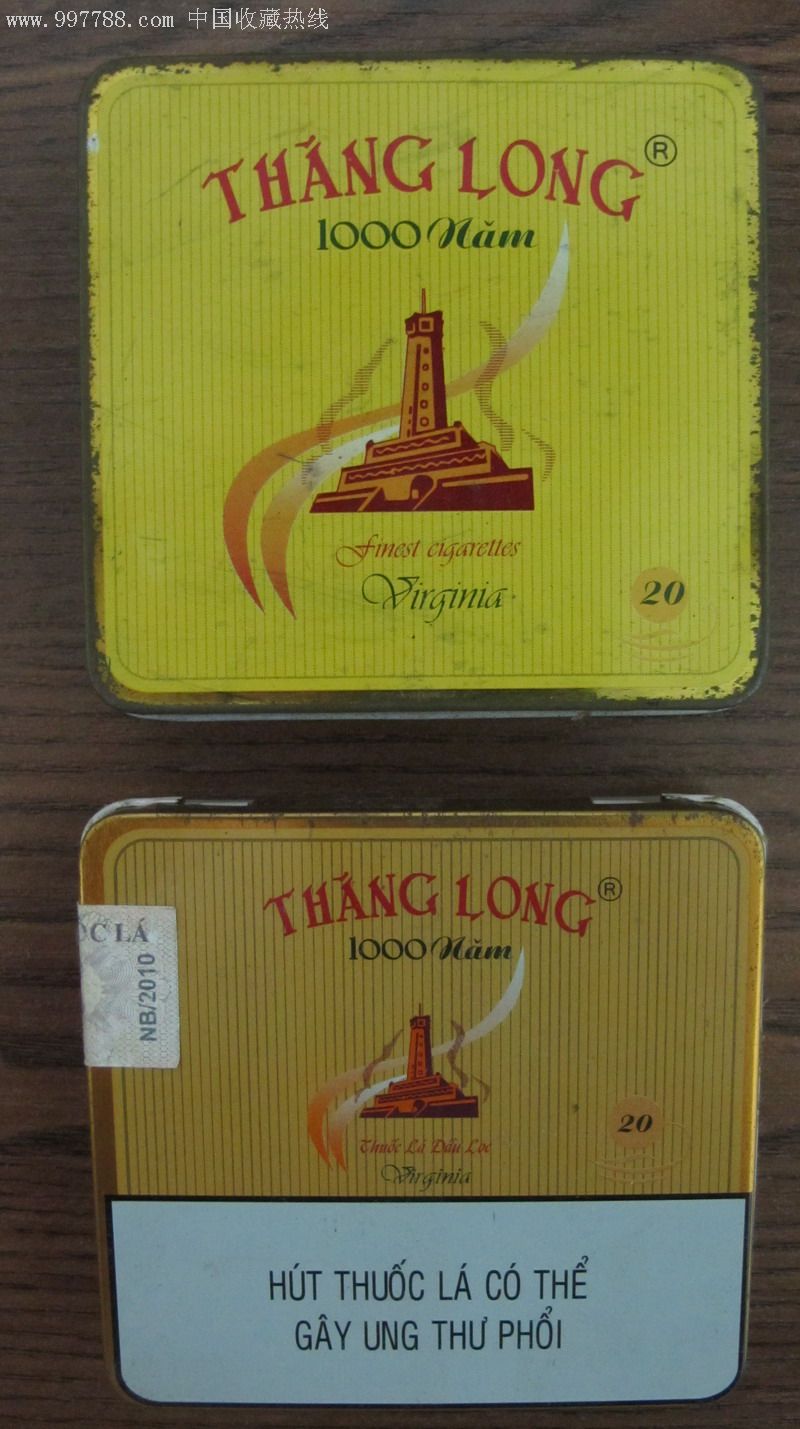 www.997788.com 中国收藏热线
THĂNG LONG ®
1000 Năm
Finest cigarettes
Virginia
20
THĂNG LONG ®
1000 Năm
ỐC LÁ
NB/2010
20
Thuốc Lá Đầu Lọc
Virginia
HÚT THUỐC LÁ CÓ THỂ
GÂY UNG THƯ PHỔI